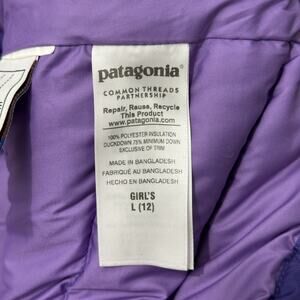 patagonia®
COMMON THREADS
PARTNERSHIP
Repair, Reuse, Recycle
This Product
www.patagonia.com
100% POLYESTER INSULATION
DUCKDOWN 75% MINIMUM DOWN
EXCLUSIVE OF TRIM
MADE IN BANGLADESH
FABRIQUÉ AU BANGLADESH
HECHO EN BANGLADESH
GIRL'S
L (12)